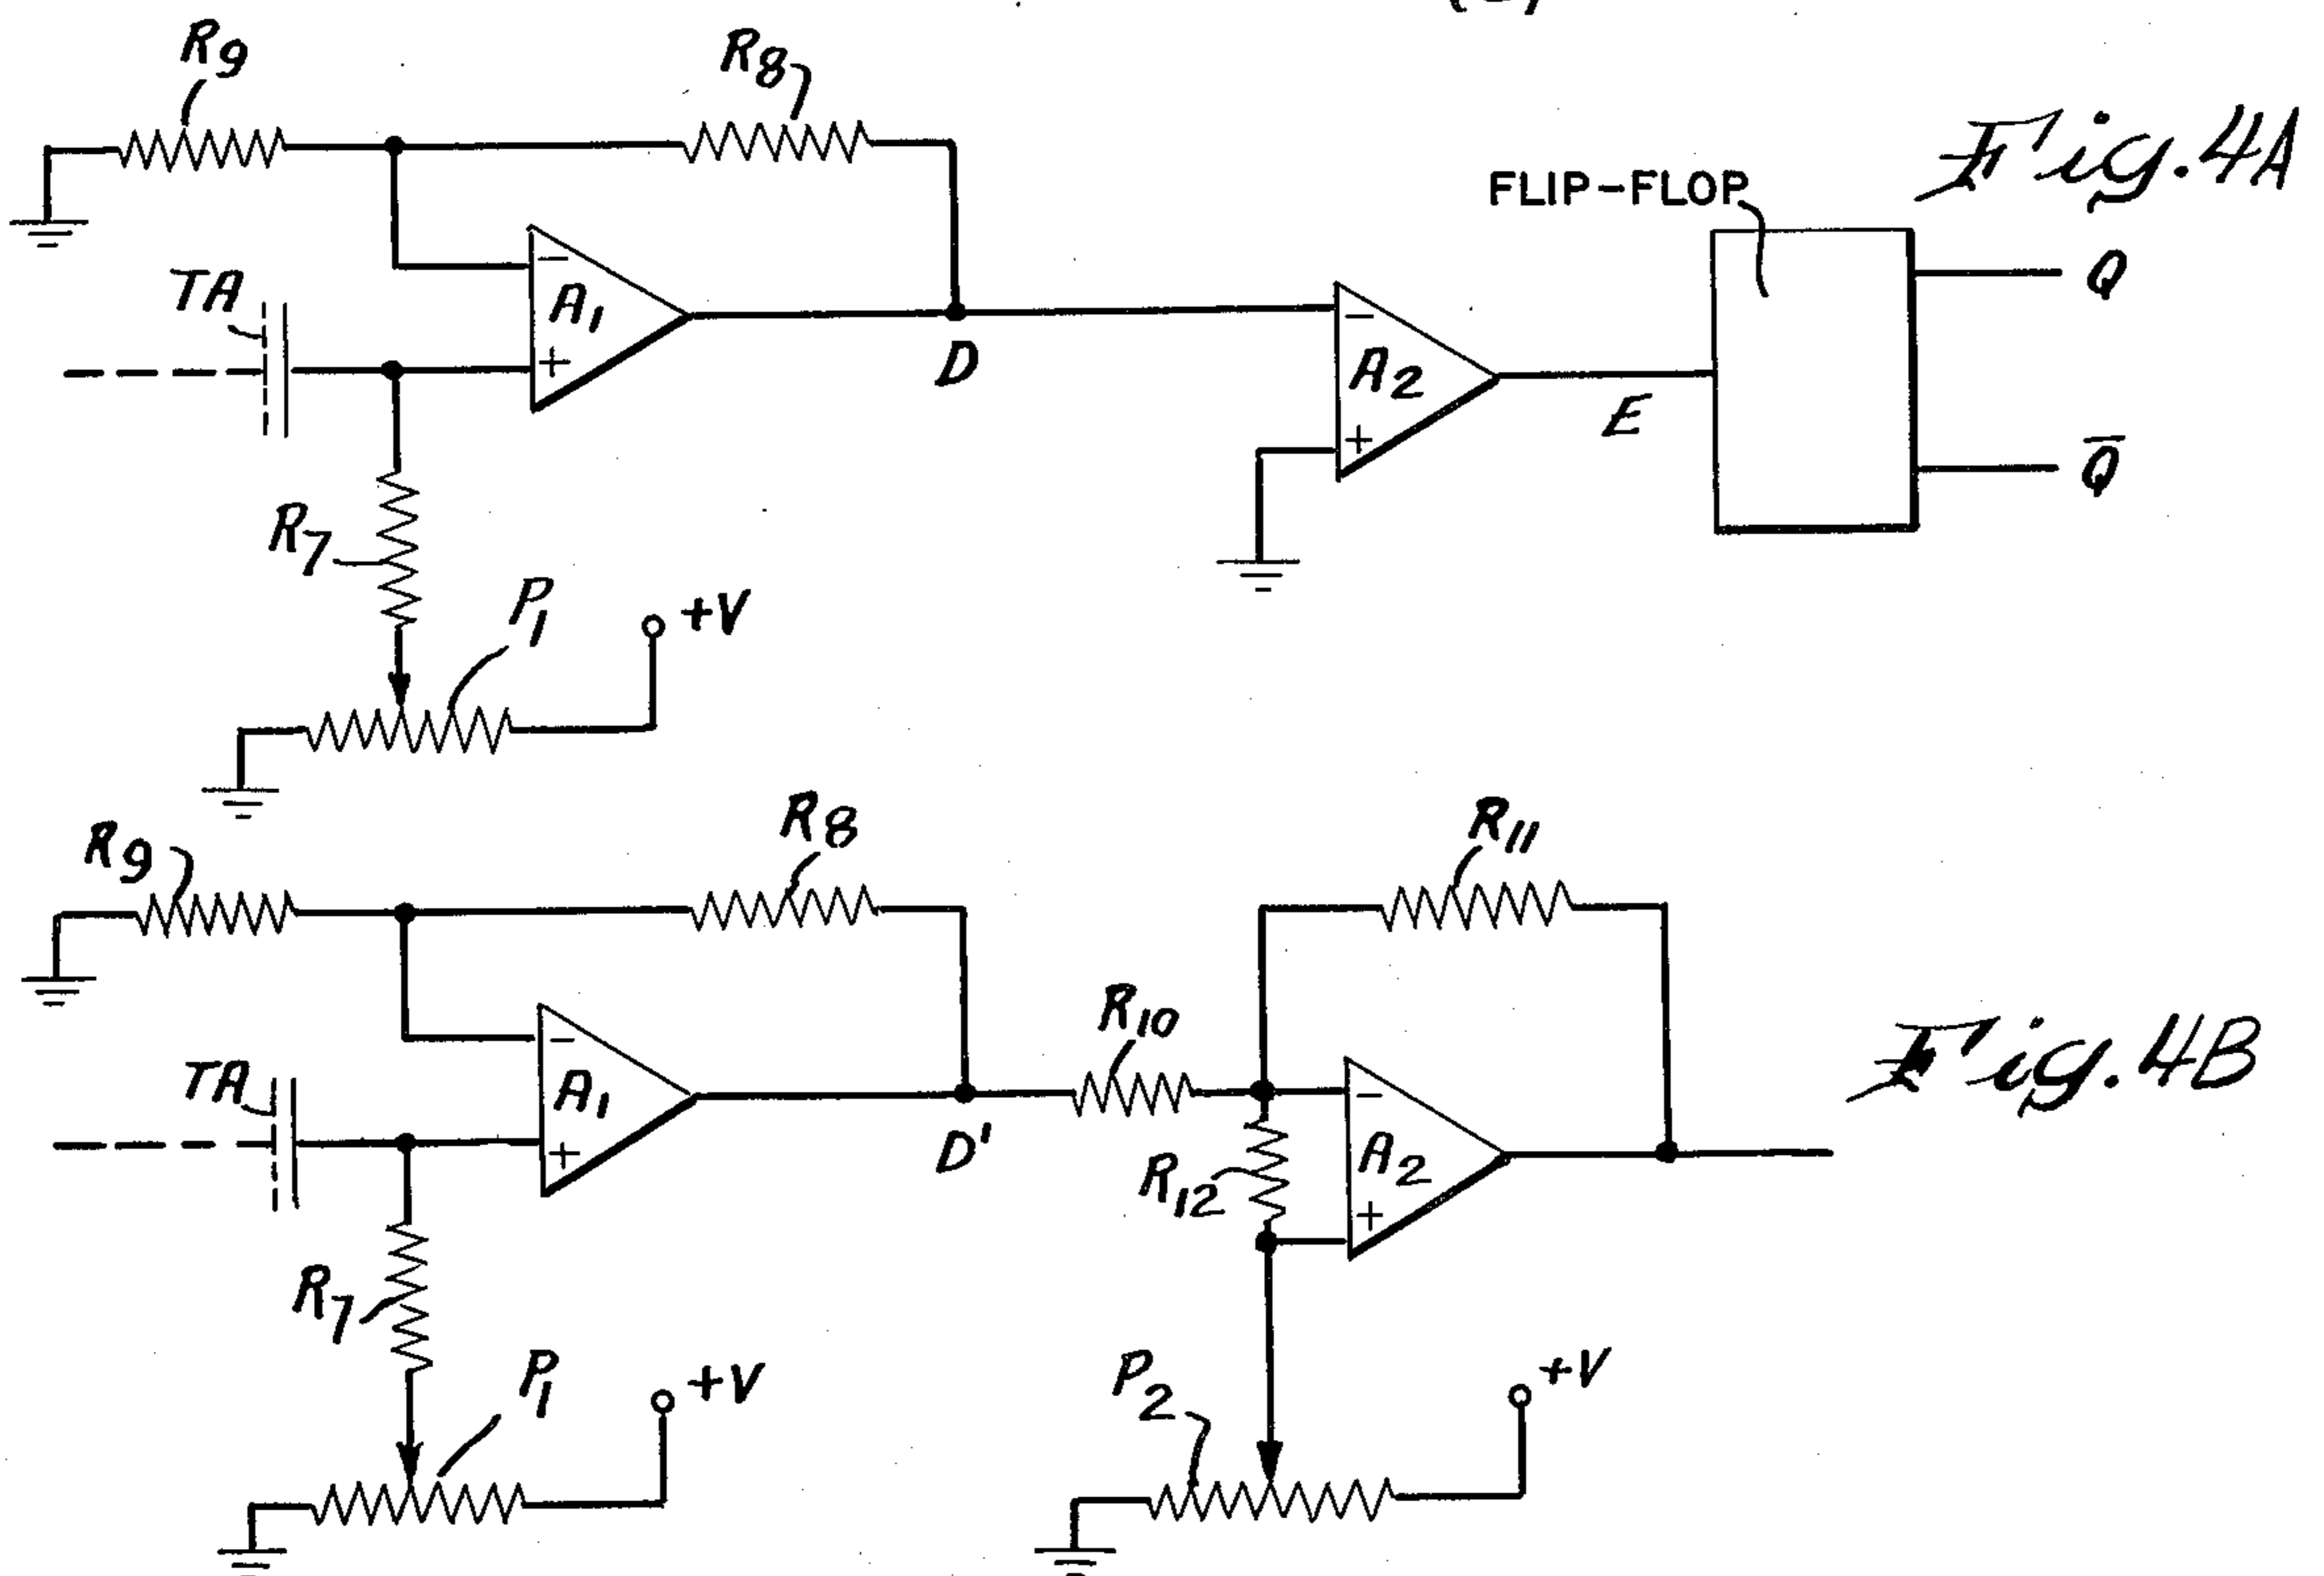 R9
R8
Fig. 4A
FLIP-FLOP
Q
TA
−
A1
+
D
−
A2
+
E
Q̅
R7
P1
+V
R8
R11
R9
R10
Fig. 4B
−
TA
A1
+
D'
−
R12
A2
+
R7
P1
+V
P2
+V